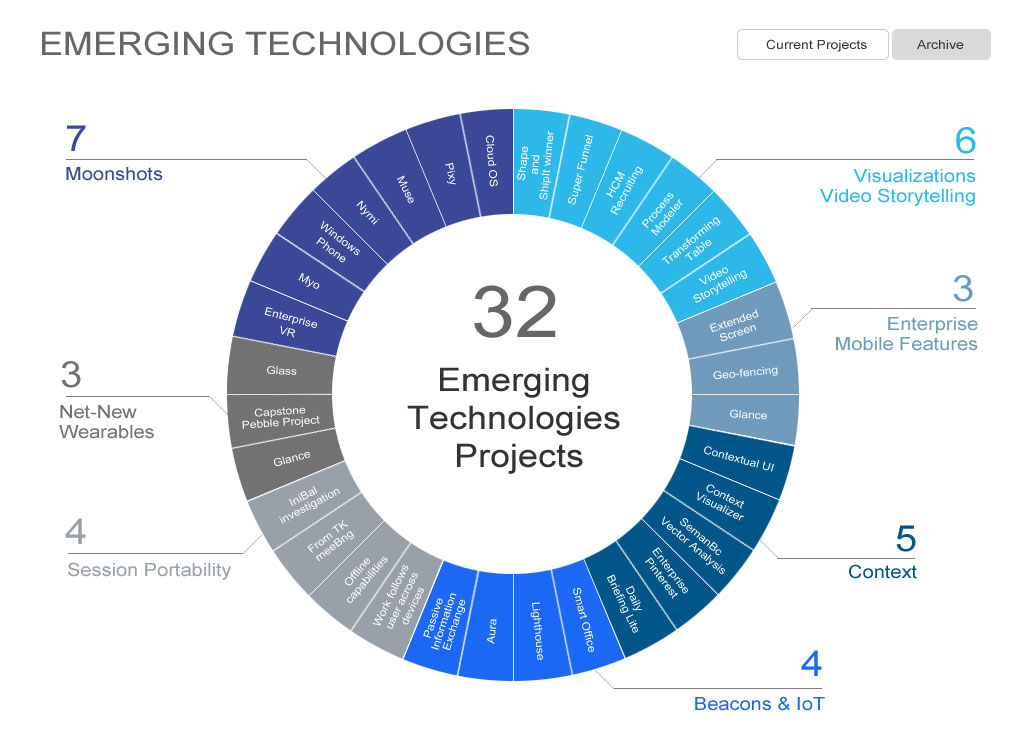 EMERGING TECHNOLOGIES
Current Projects
Archive
7
Moonshots
6
Visualizations
Video Storytelling
3
Enterprise
Mobile Features
3
Net-New
Wearables
4
Session Portability
5
Context
4
Beacons & IoT
32
Emerging
Technologies
Projects
Shape
and
ShipIt winner
Super Funnel
HCM
Recruiting
Process
Modeler
Transforming
Table
Video
Storytelling
Extended
Screen
Geo-fencing
Glance
Contextual UI
Context
Visualizer
SemanBc
Vector Analysis
Enterprise
Pinterest
Daily
Briefing Lite
Smart Office
Lighthouse
Aura
Passive
Information
Exchange
Work follows
user across
devices
Offline
capabilities
From TK
meeBng
IniBal
investigation
Glance
Capstone
Pebble Project
Glass
Enterprise
VR
Myo
Windows
Phone
Nymi
Muse
Pixy
Cloud OS